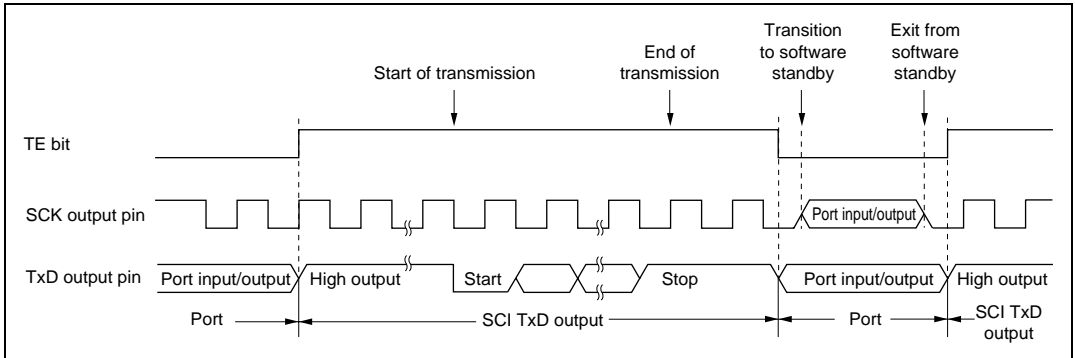 Transition
to software
standby
Exit from
software
standby
Start of transmission
End of
transmission
TE bit
SCK output pin
Port input/output
TxD output pin
Port input/output
High output
Start
Stop
Port input/output
High output
Port
SCI TxD output
Port
SCI TxD
output